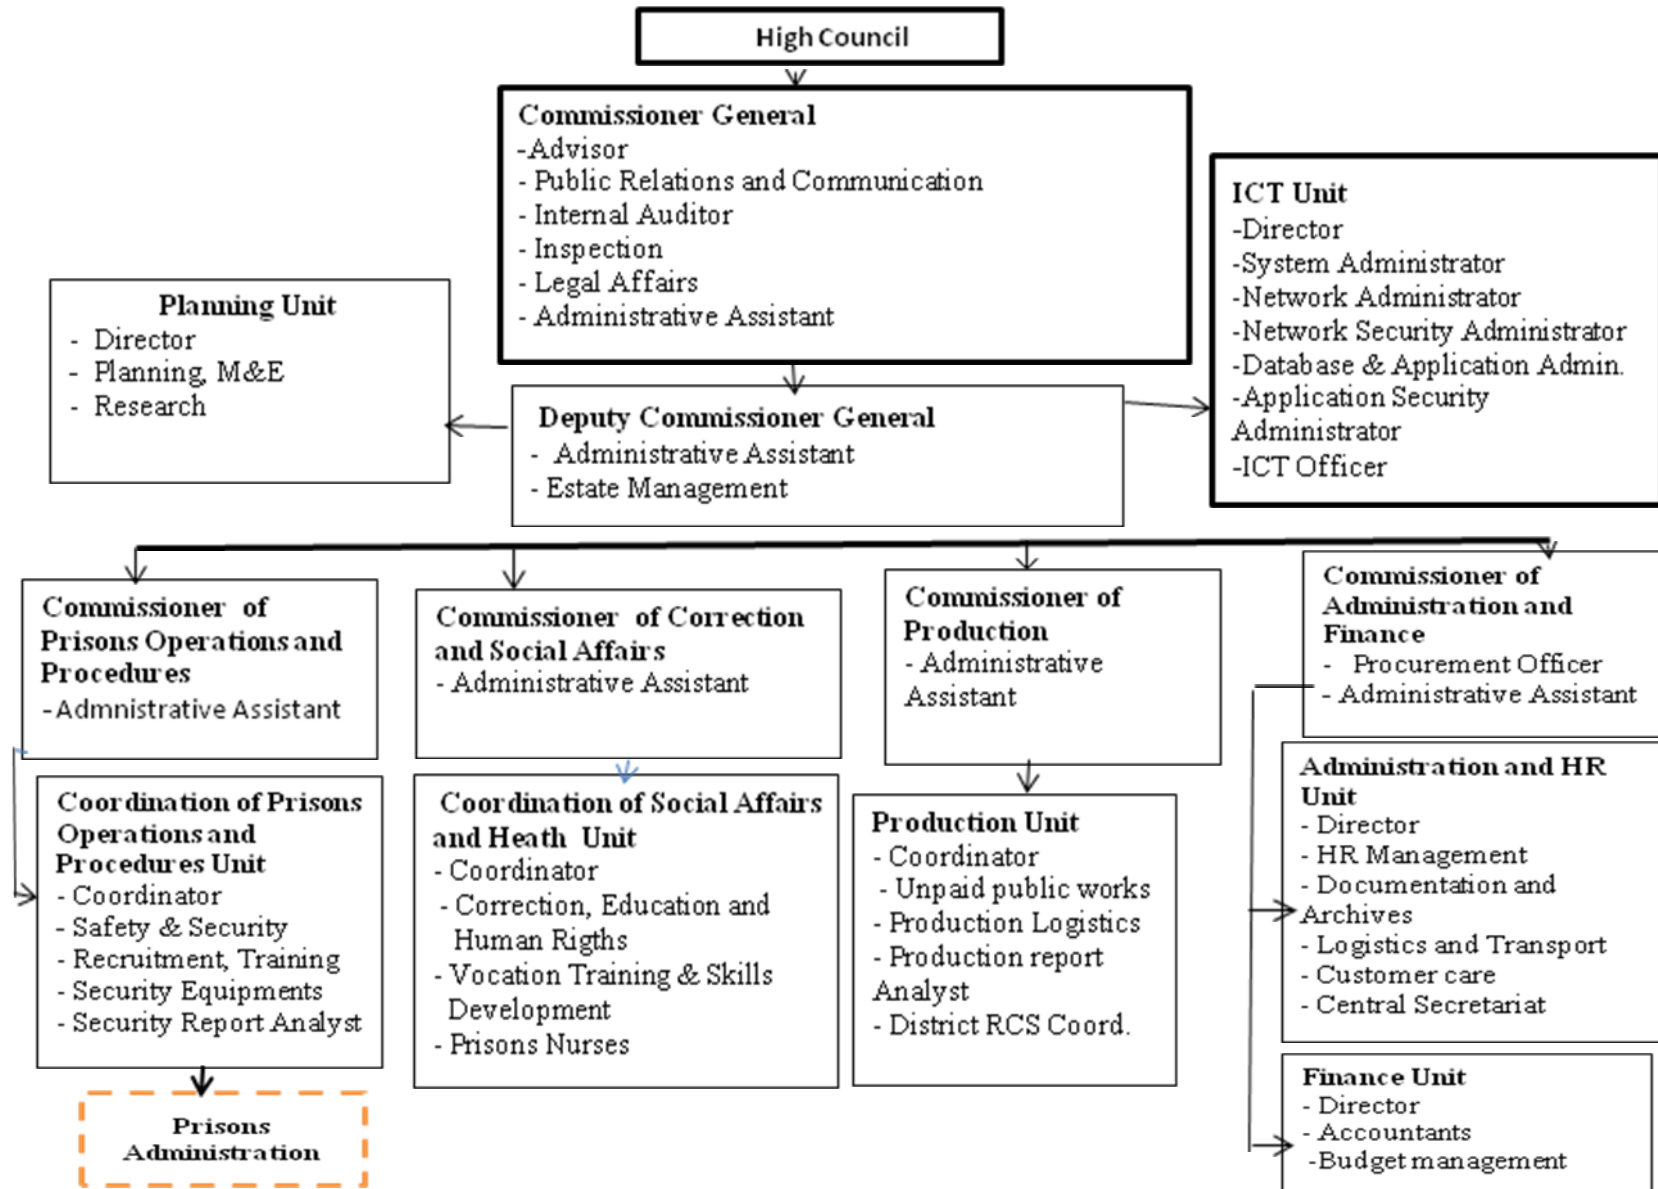 High Council
Commissioner General
-Advisor
- Public Relations and Communication
- Internal Auditor
- Inspection
- Legal Affairs
- Administrative Assistant
ICT Unit
-Director
-System Administrator
-Network Administrator
-Network Security Administrator
-Database & Application Admin.
-Application Security
Administrator
-ICT Officer
Planning Unit
- Director
- Planning, M&E
- Research
Deputy Commissioner General
- Administrative Assistant
- Estate Management
Commissioner of
Prisons Operations and
Procedures
-Admnistrative Assistant
Commissioner of Correction
and Social Affairs
- Administrative Assistant
Commissioner of
Production
- Administrative
Assistant
Commissioner of
Administration and
Finance
- Procurement Officer
- Administrative Assistant
Coordination of Prisons
Operations and
Procedures Unit
- Coordinator
- Safety & Security
- Recruitment, Training
- Security Equipments
- Security Report Analyst
Coordination of Social Affairs
and Heath Unit
- Coordinator
- Correction, Education and
Human Rigths
- Vocation Training & Skills
Development
- Prisons Nurses
Production Unit
- Coordinator
- Unpaid public works
- Production Logistics
- Production report
Analyst
- District RCS Coord.
Administration and HR
Unit
- Director
- HR Management
- Documentation and
Archives
- Logistics and Transport
- Customer care
- Central Secretariat
Prisons
Administration
Finance Unit
- Director
- Accountants
-Budget management